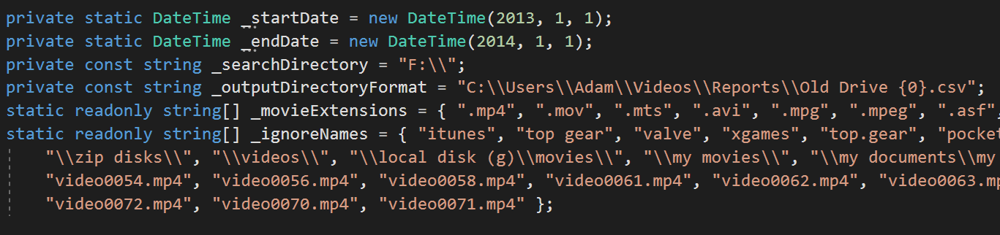 private static DateTime _startDate = new DateTime(2013, 1, 1);
private static DateTime _endDate = new DateTime(2014, 1, 1);
private const string _searchDirectory = "F:\\";
private const string _outputDirectoryFormat = "C:\\Users\\Adam\\Videos\\Reports\\Old Drive {0}.csv";
static readonly string[] _movieExtensions = { ".mp4", ".mov", ".mts", ".avi", ".mpg", ".mpeg", ".asf",
static readonly string[] _ignoreNames = { "itunes", "top gear", "valve", "xgames", "top.gear", "pocket
"\\zip disks\\", "\\videos\\", "\\local disk (g)\\movies\\", "\\my movies\\", "\\my documents\\my
"video0054.mp4", "video0056.mp4", "video0058.mp4", "video0061.mp4", "video0062.mp4", "video0063.mp
"video0072.mp4", "video0070.mp4", "video0071.mp4" };